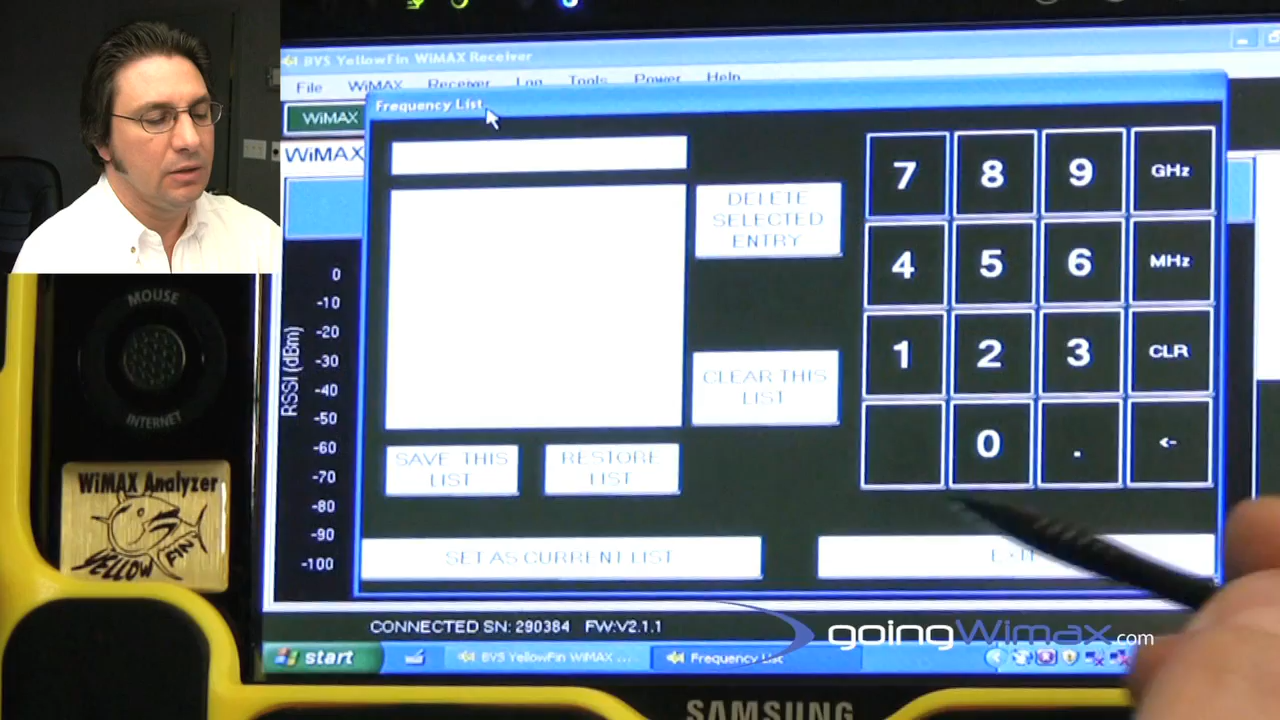 BVS YellowFin WiMAX Receiver
File WiMAX Receiver Log Tools Power Help
Frequency List
WiMAX
WiMAX
7 8 9 GHz
DELETE
SELECTED
ENTRY
4 5 6 MHz
0
-10
-20
-30
-40
-50
-60
-70
-80
-90
-100
RSSI (dBm)
MOUSE
INTERNET
1 2 3 CLR
CLEAR THIS
LIST
0 . <-
SAVE THIS
LIST
RESTORE
LIST
WiMAX Analyzer
YELLOW FIN
SET AS CURRENT LIST
EXIT
CONNECTED SN: 290384 FW:V2.1.1
goingWimax.com
start
BVS YellowFin WiMAX ...
Frequency List
SAMSUNG